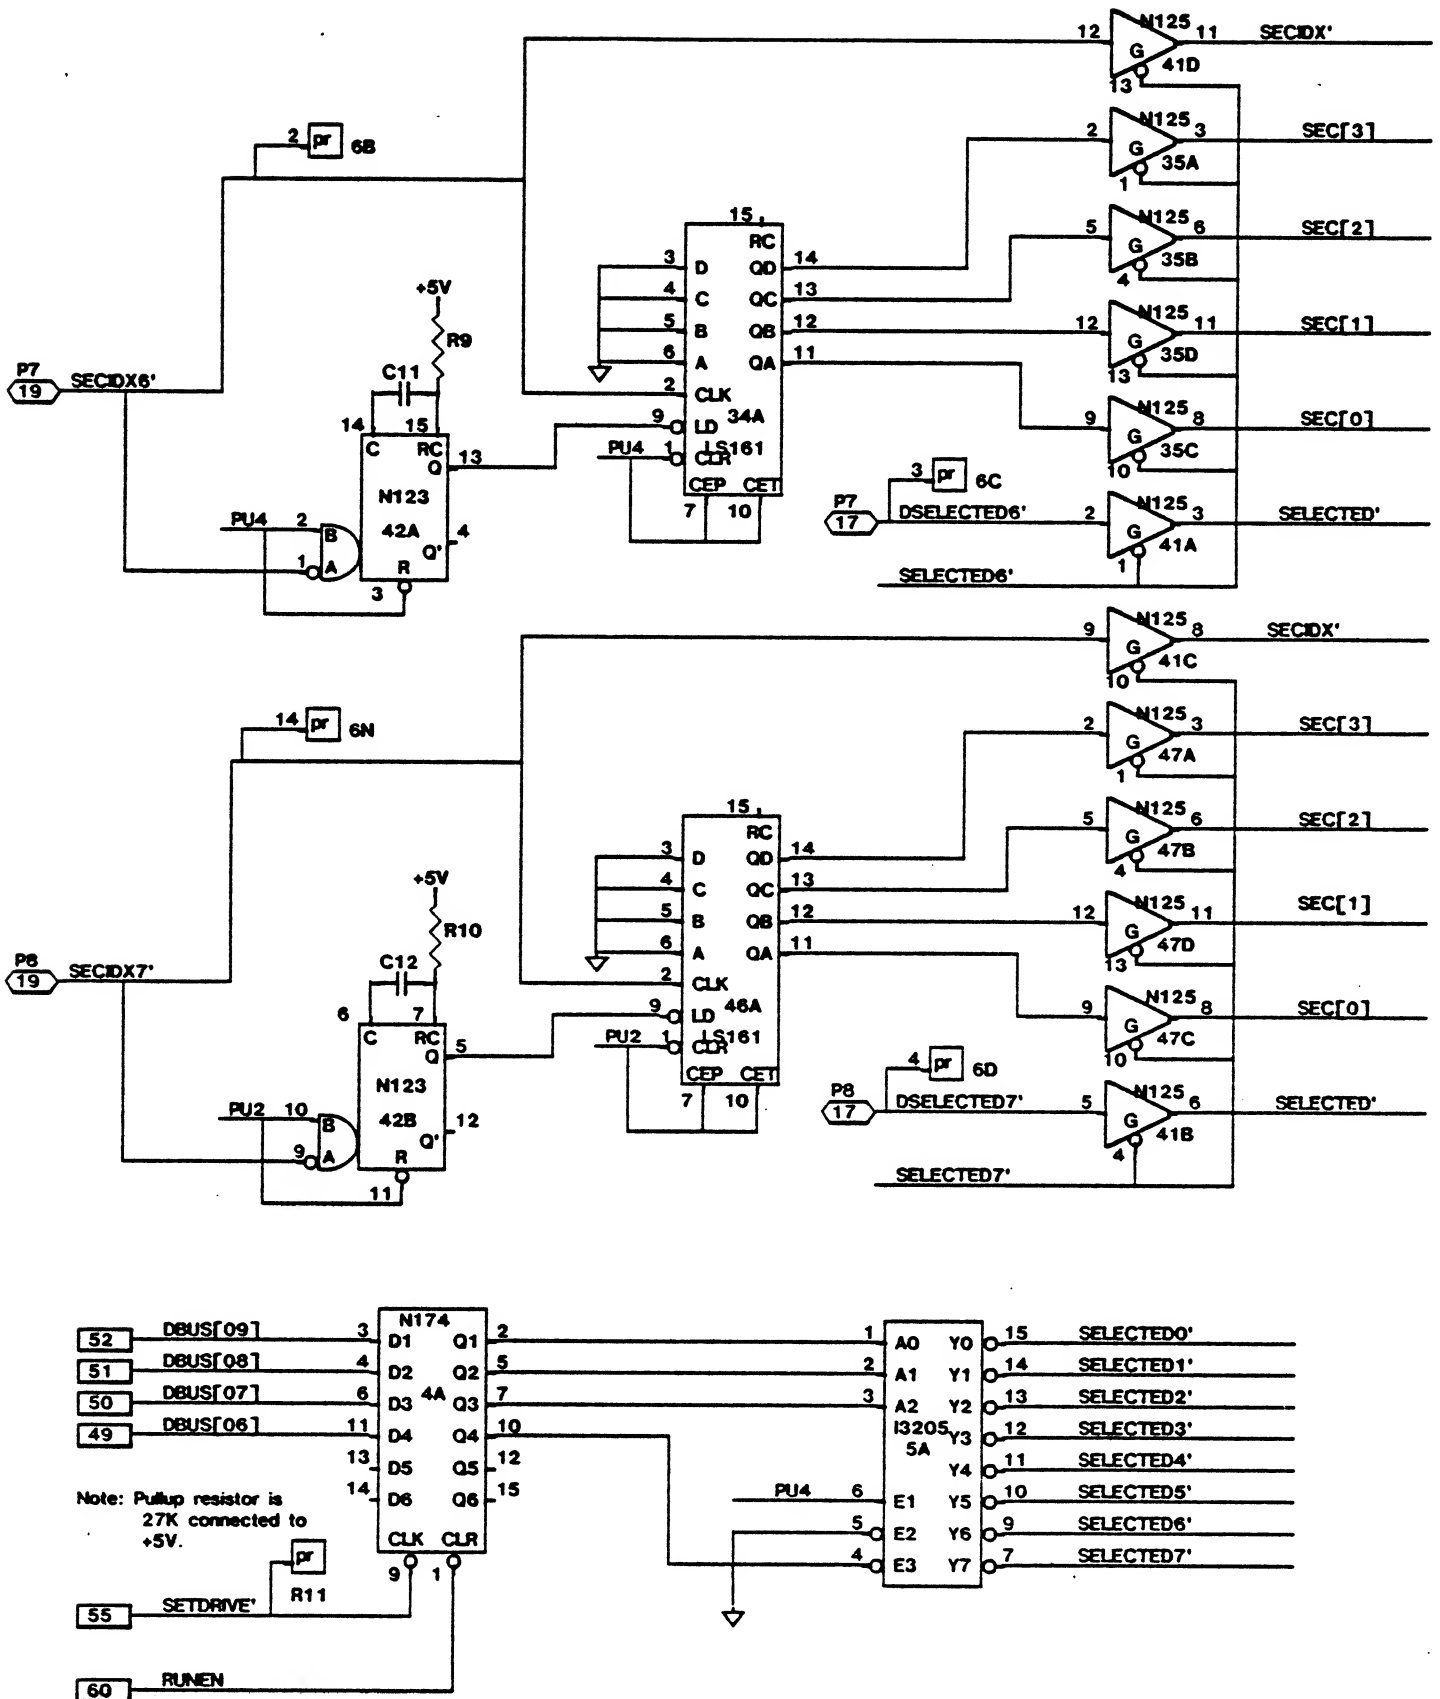 N125
12 G 11 SECIDX'
41D
13
N125
2 G 3 SEC[3]
35A
1
2 pr 6B
N125
5 G 6 SEC[2]
35B
4
15
RC
3 D QD 14
4 C QC 13
5 B QB 12
6 A QA 11
2 CLK
9 LD 34A
PU4 1 CLR LS161
CEP CET
7 10
N125
12 G 11 SEC[1]
35D
13
N125
9 G 8 SEC[0]
35C
10
+5V
R9
C11
P7
19 SECIDX6'
14 15
C RC
Q 13
N123
42A
PU4 2 B
1 A
Q' 4
R
3
3 pr 6C
P7
17 DSELECTED6'
N125
2 G 3 SELECTED'
41A
1
SELECTED6'
N125
9 G 8 SECIDX'
41C
10
N125
2 G 3 SEC[3]
47A
1
14 pr 6N
N125
5 G 6 SEC[2]
47B
4
15
RC
3 D QD 14
4 C QC 13
5 B QB 12
6 A QA 11
2 CLK
9 LD 46A
PU2 1 CLR LS161
CEP CET
7 10
N125
12 G 11 SEC[1]
47D
13
N125
9 G 8 SEC[0]
47C
10
+5V
R10
C12
P8
19 SECIDX7'
6 7
C RC
Q 5
N123
42B
PU2 10 B
9 A
Q' 12
R
11
4 pr 6D
P8
17 DSELECTED7'
N125
5 G 6 SELECTED'
41B
4
SELECTED7'
N174
52 DBUS[09] 3 D1 Q1 2
51 DBUS[08] 4 D2 Q2 5
50 DBUS[07] 6 D3 4A Q3 7
49 DBUS[06] 11 D4 Q4 10
13 D5 Q5 12
14 D6 Q6 15
CLK CLR
9 1
1 A0 Y0 15 SELECTED0'
2 A1 Y1 14 SELECTED1'
3 A2 Y2 13 SELECTED2'
I3205 Y3 12 SELECTED3'
5A
Y4 11 SELECTED4'
PU4 6 E1 Y5 10 SELECTED5'
5 E2 Y6 9 SELECTED6'
4 E3 Y7 7 SELECTED7'
Note: Pullup resistor is
27K connected to
+5V.
pr
R11
55 SETDRIVE'
60 RUNEN